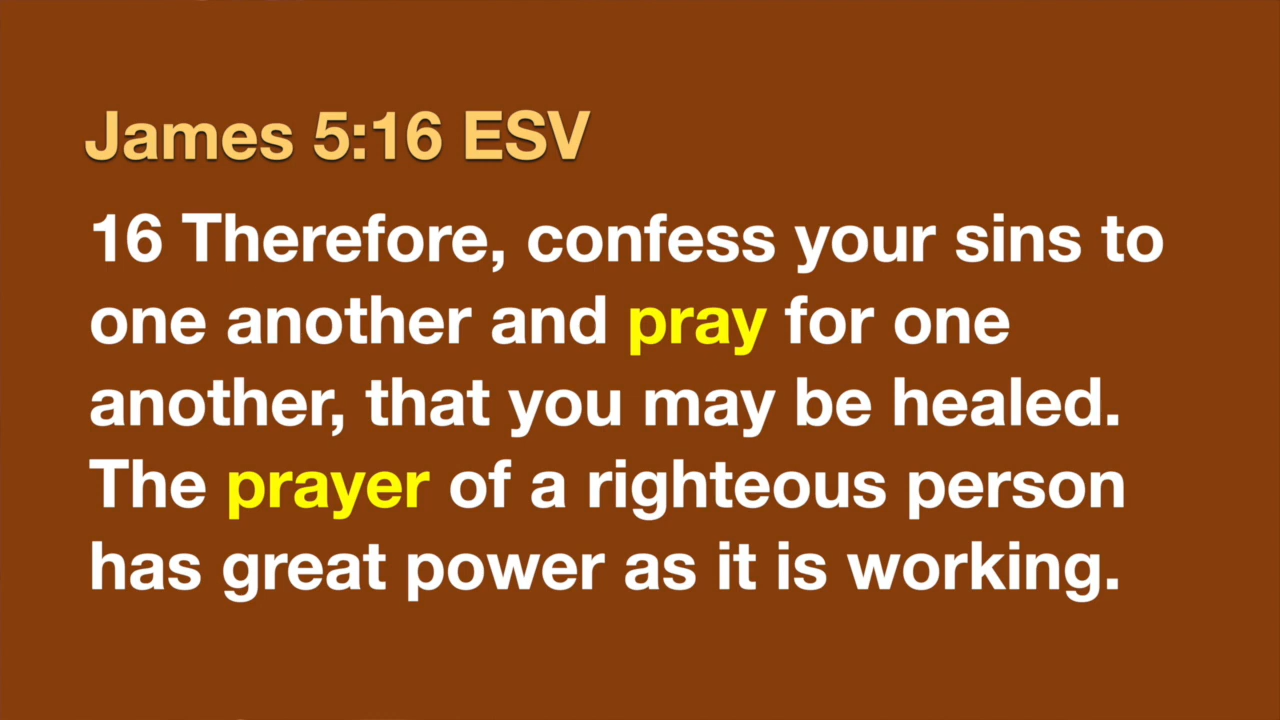 James 5:16 ESV
16 Therefore, confess your sins to
one another and pray for one
another, that you may be healed.
The prayer of a righteous person
has great power as it is working.